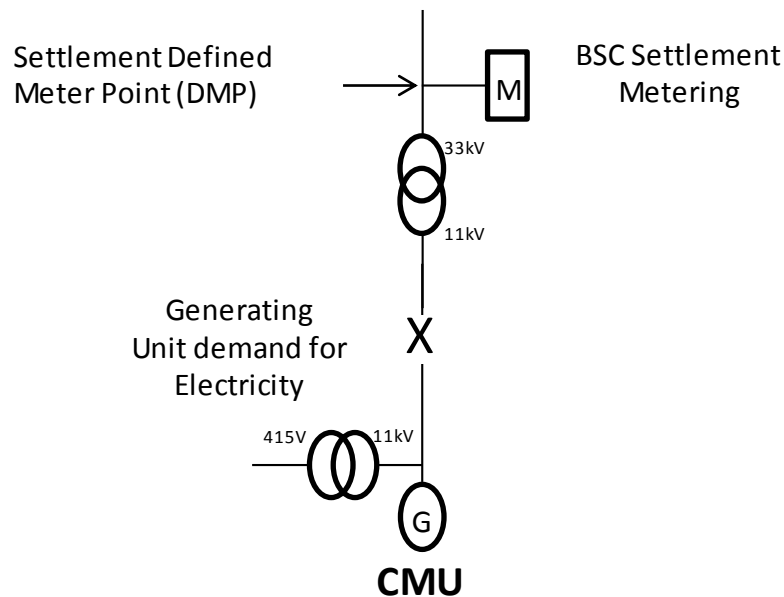 Settlement Defined
Meter Point (DMP)
BSC Settlement
Metering
M
33kV
11kV
X
Generating
Unit demand for
Electricity
415V
11kV
G
CMU